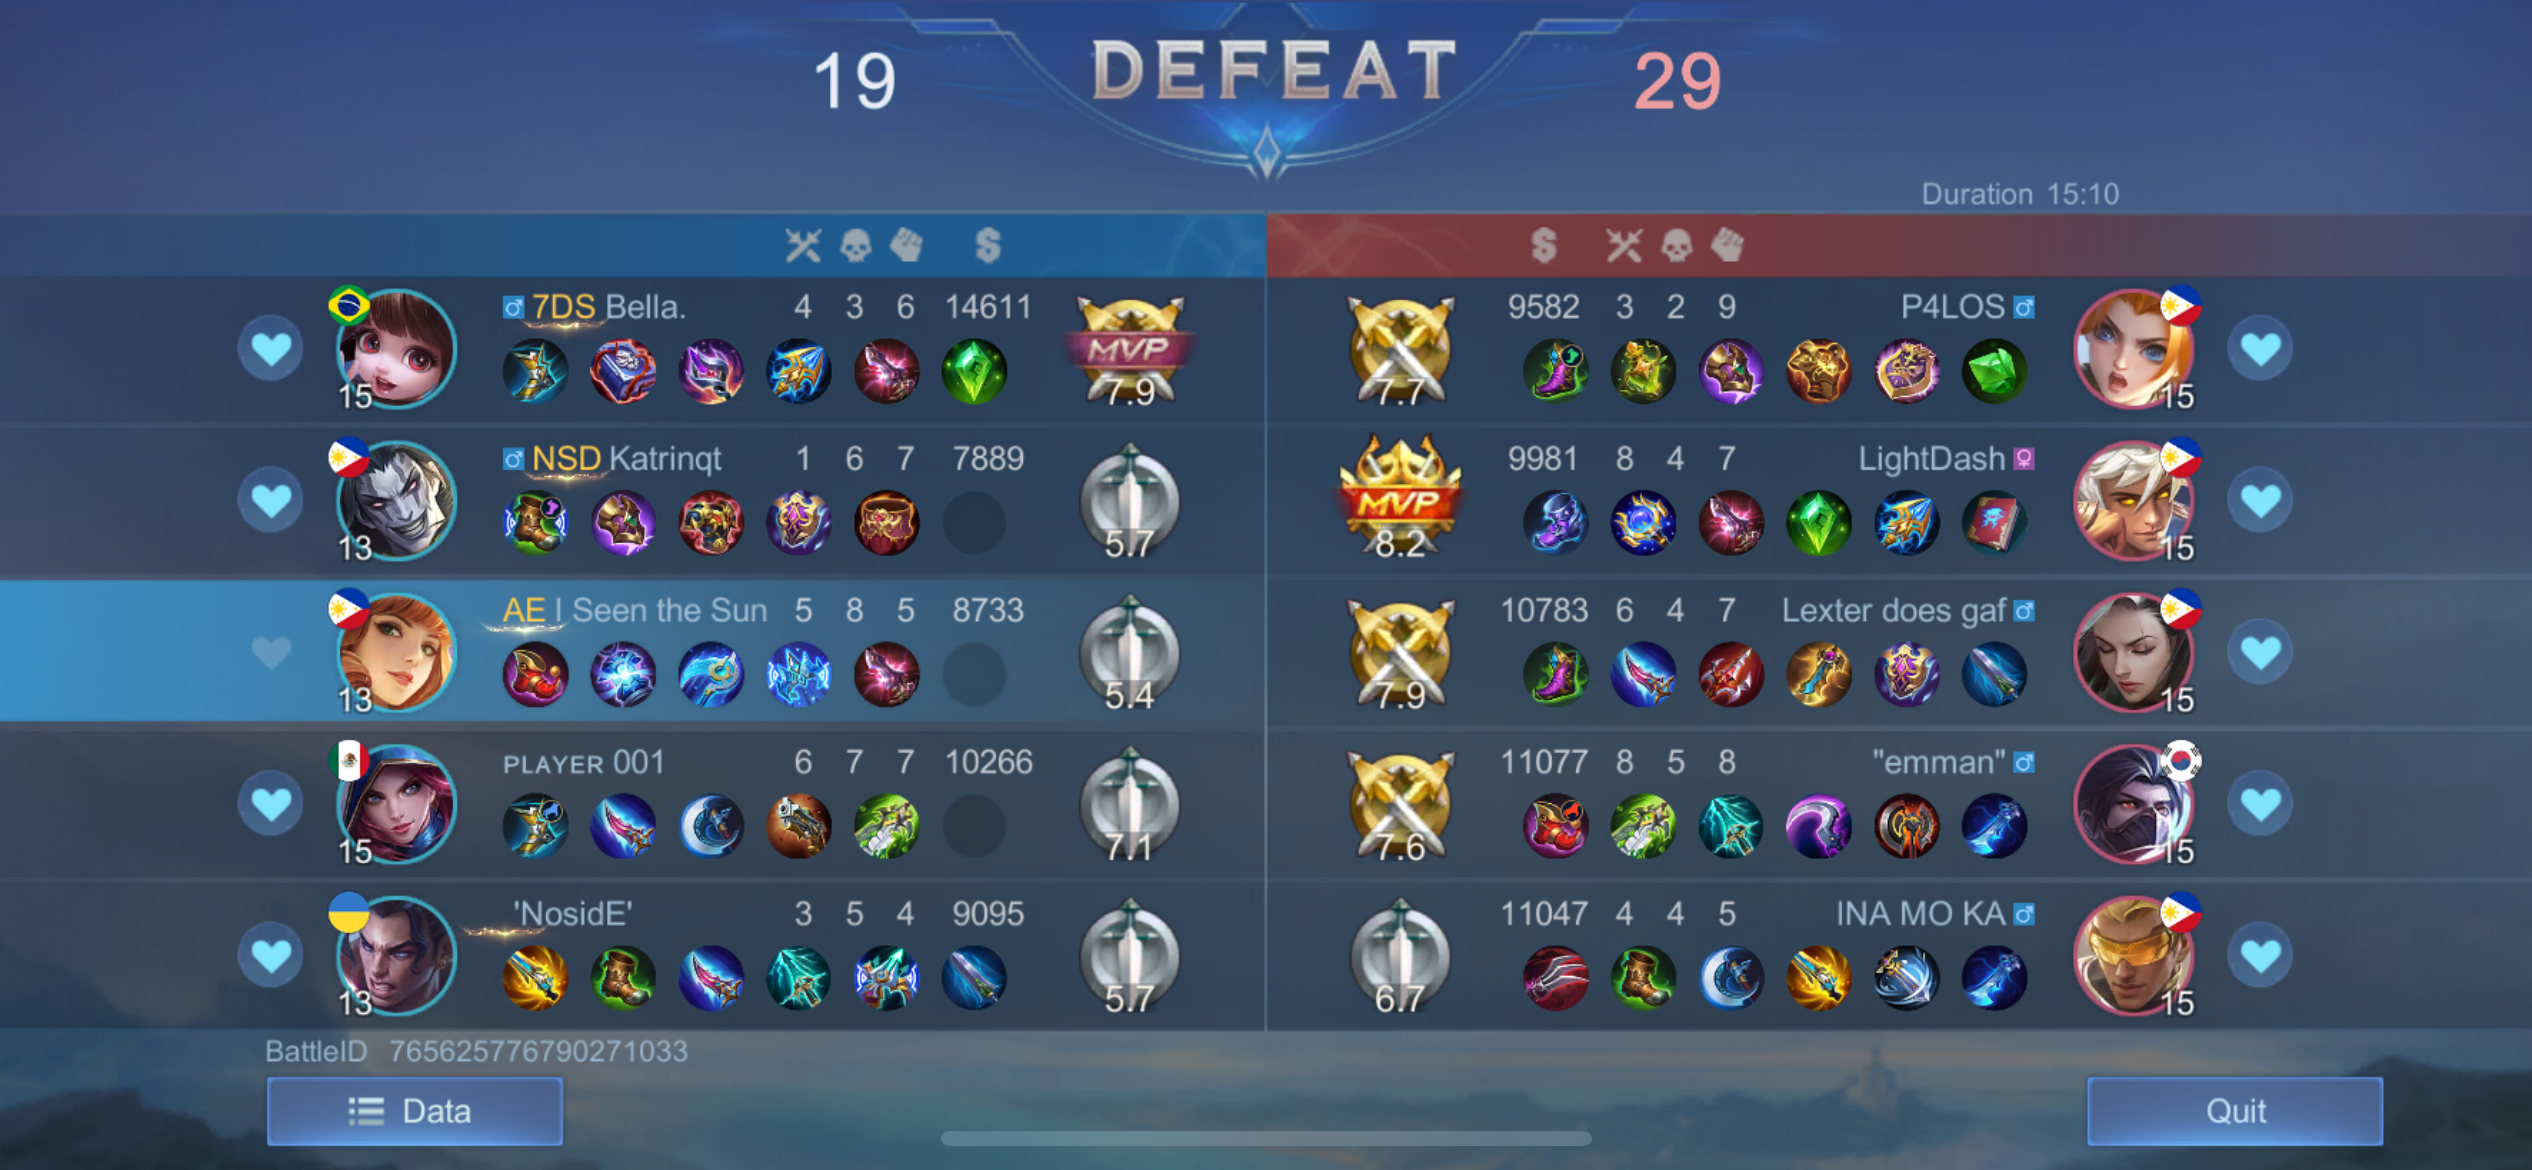 19 DEFEAT 29
Duration 15:10
7DS Bella. 4 3 6 14611
15
MVP 7.9
7.7
9582 3 2 9 P4LOS
15
NSD Katrinqt 1 6 7 7889
13
5.7
MVP 8.2
9981 8 4 7 LightDash
15
AE I Seen the Sun 5 8 5 8733
13
5.4
7.9
10783 6 4 7 Lexter does gaf
15
PLAYER 001 6 7 7 10266
15
7.1
7.6
11077 8 5 8 "emman"
15
'NosidE' 3 5 4 9095
13
5.7
6.7
11047 4 4 5 INA MO KA
15
BattleID 765625776790271033
Data
Quit